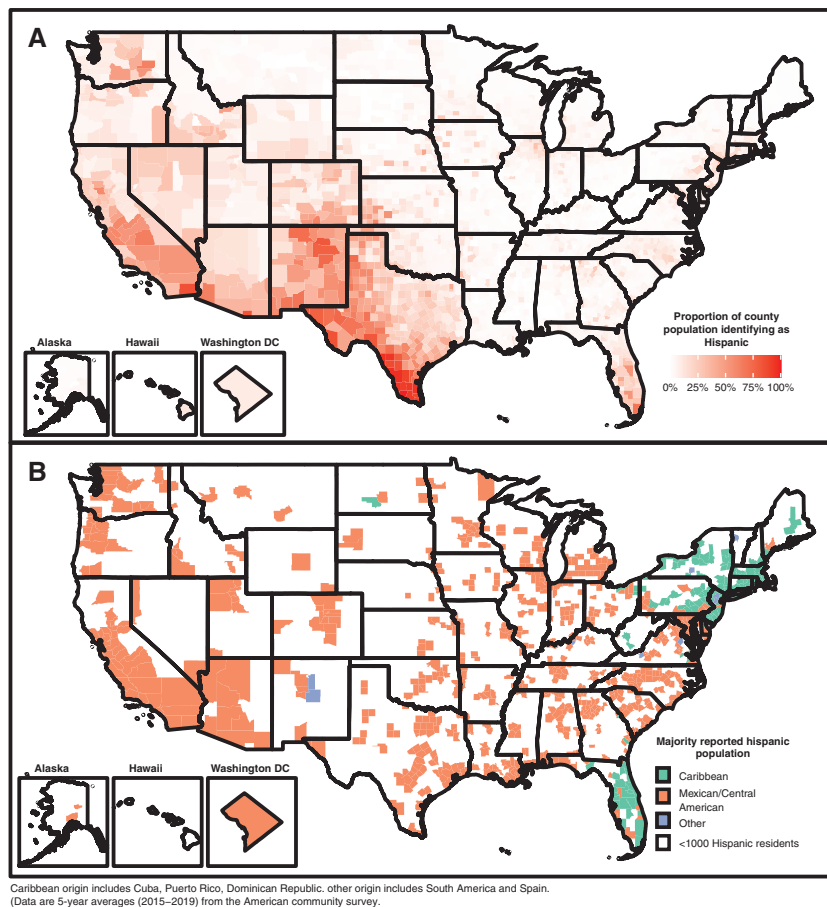 A
Proportion of county
population identifying as
Hispanic
0% 25% 50% 75% 100%
Alaska
Hawaii
Washington DC
B
Majority reported hispanic
population
Caribbean
Mexican/Central
American
Other
<1000 Hispanic residents
Alaska
Hawaii
Washington DC
Caribbean origin includes Cuba, Puerto Rico, Dominican Republic. other origin includes South America and Spain.
(Data are 5-year averages (2015–2019) from the American community survey.